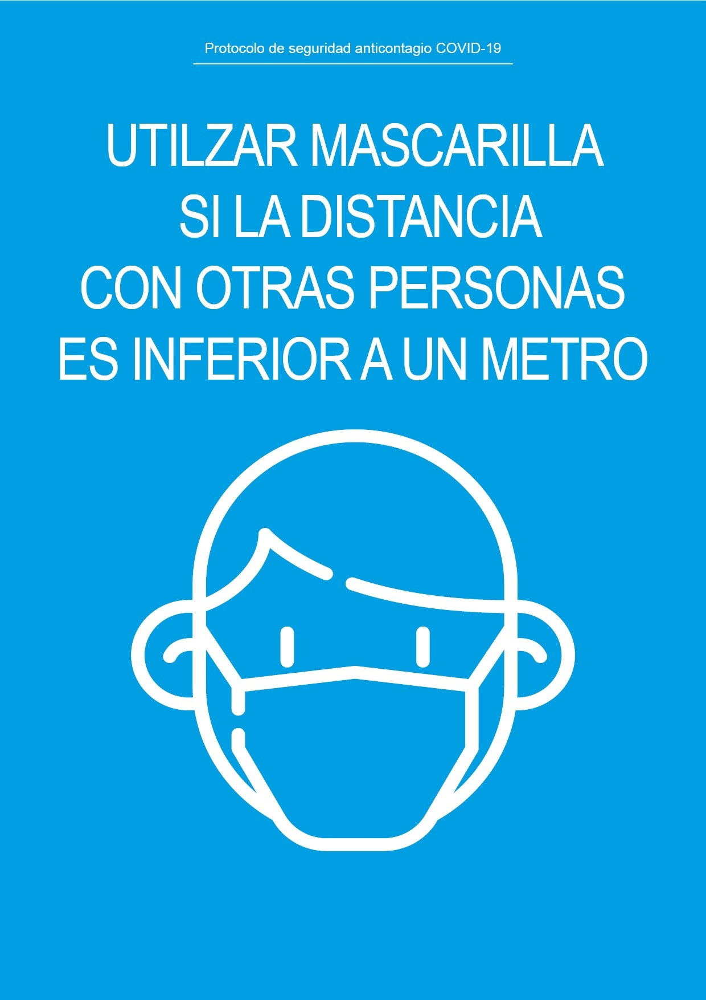 Protocolo de seguridad anticontagio COVID-19
UTILZAR MASCARILLA
SI LA DISTANCIA
CON OTRAS PERSONAS
ES INFERIOR A UN METRO